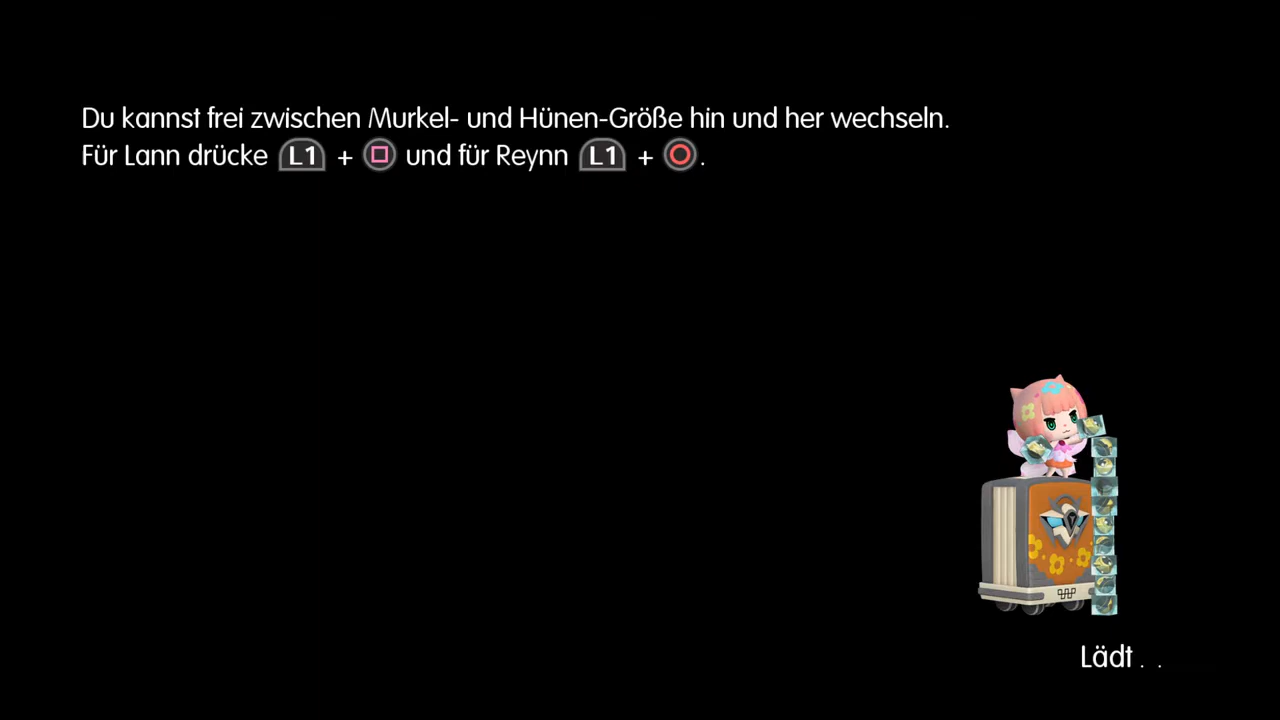 Du kannst frei zwischen Murkel- und Hünen-Größe hin und her wechseln.
Für Lann drücke L1 + □ und für Reynn L1 + ○.
Lädt . .